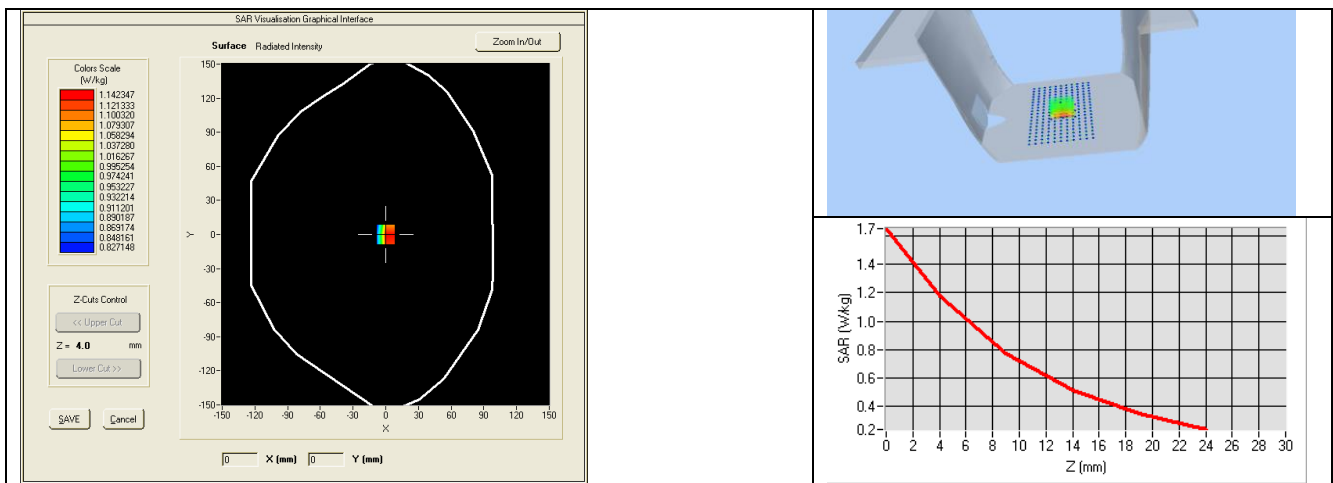 SAR Visualisation Graphical Interface
Surface Radiated Intensity
Zoom In/Out
Colors Scale
(W/kg)
1.142347
1.121333
1.100320
1.079307
1.058294
1.037280
1.016267
0.995254
0.974241
0.953227
0.932214
0.911201
0.890187
0.869174
0.848161
0.827148
Z-Cuts Control
<< Upper Cut
Z = 4.0 mm
Lower Cut >>
SAVE Cancel
150-
120-
90-
60-
30-
Y 0-
-30-
-60-
-90-
-120-
-150-
-150 -120 -90 -60 -30 0 30 60 90 120 150
X
0 X (mm) 0 Y (mm)
1.7-
1.4-
1.2-
1.0-
0.8-
0.6-
0.4-
0.2-
SAR (W/kg)
0 2 4 6 8 10 12 14 16 18 20 22 24 26 28 30
Z (mm)